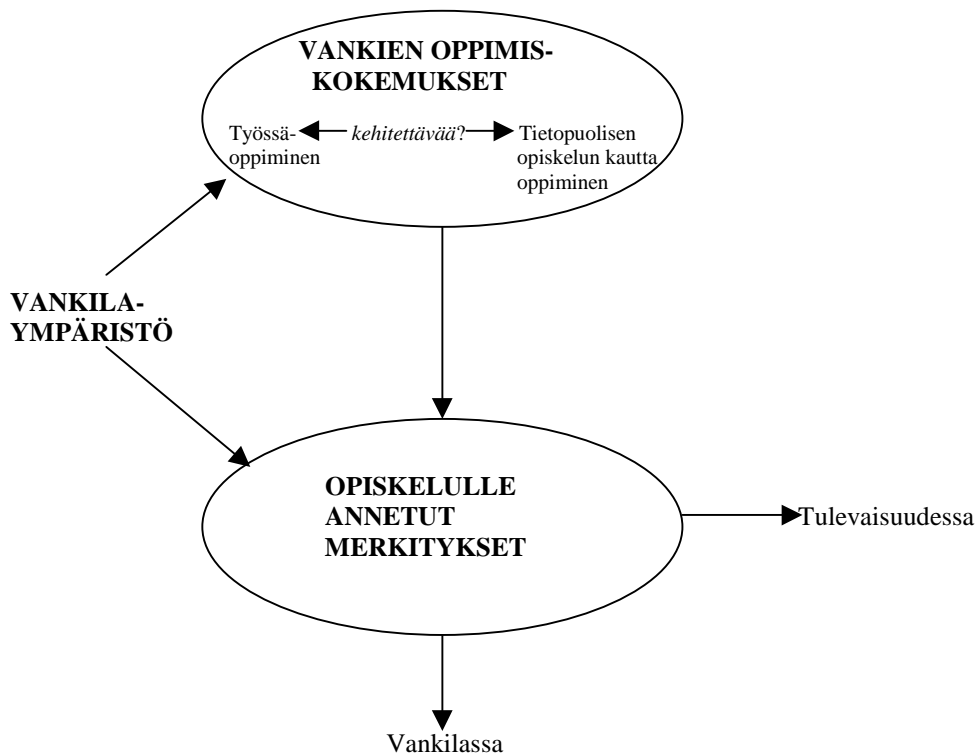 VANKIEN OPPIMIS-
KOKEMUKSET
Työssä-
oppiminen
kehitettävää?
Tietopuolisen
opiskelun kautta
oppiminen
VANKILA-
YMPÄRISTÖ
OPISKELULLE
ANNETUT
MERKITYKSET
Tulevaisuudessa
Vankilassa